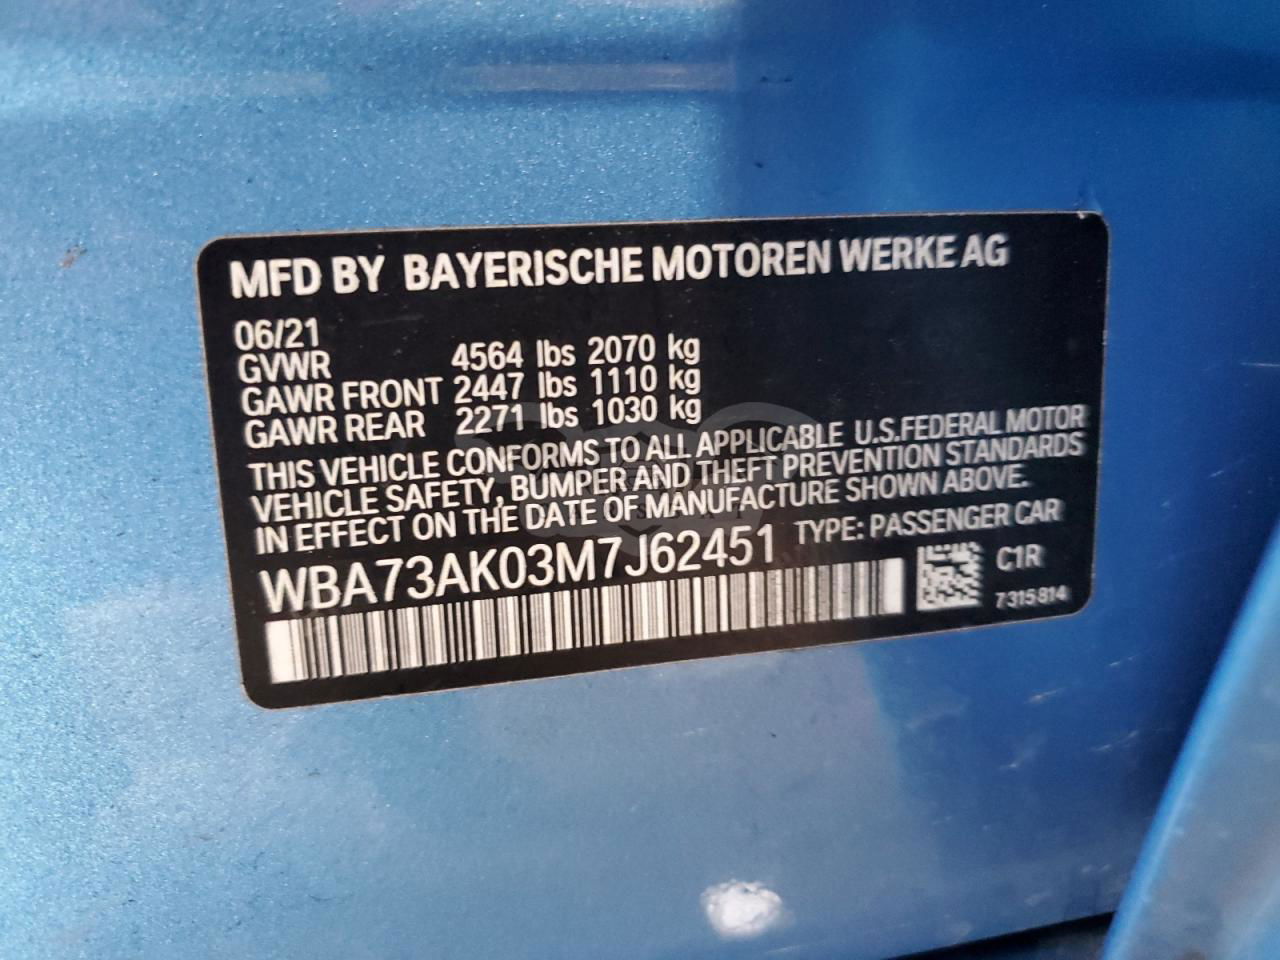 MFD BY BAYERISCHE MOTOREN WERKE AG
06/21
GVWR 4564 lbs 2070 kg
GAWR FRONT 2447 lbs 1110 kg
GAWR REAR 2271 lbs 1030 kg
THIS VEHICLE CONFORMS TO ALL APPLICABLE U.S.FEDERAL MOTOR
VEHICLE SAFETY, BUMPER AND THEFT PREVENTION STANDARDS
IN EFFECT ON THE DATE OF MANUFACTURE SHOWN ABOVE.
WBA73AK03M7J62451 TYPE: PASSENGER CAR
C1R
7315814